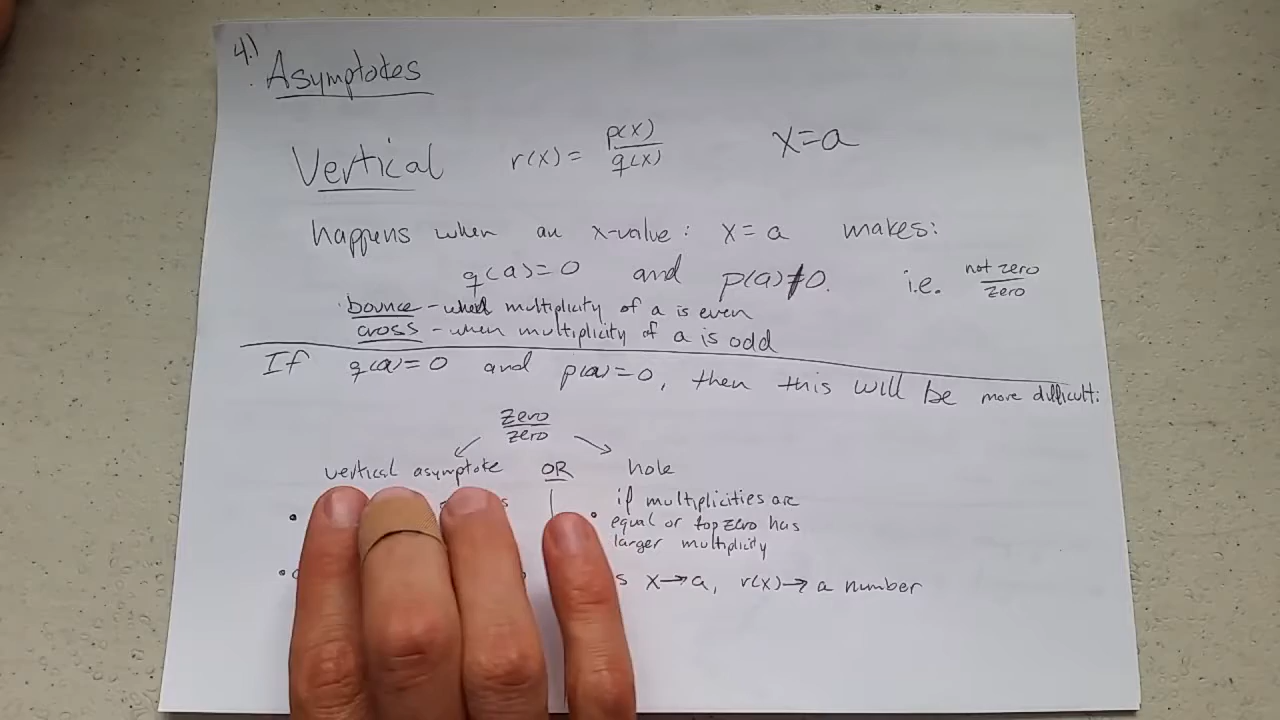 4.)
Asymptotes
Vertical r(x) = p(x)/q(x) x=a
happens when an x-value: x=a makes:
q(a)=0 and p(a)≠0. i.e. not zero/zero
bounce - when multiplicity of a is even
cross - when multiplicity of a is odd
If q(a)=0 and p(a)=0, then this will be more difficult:
zero/zero
vertical asymptote OR hole
• • if multiplicities are
equal or top zero has
larger multiplicity
• x→a, r(x)→ a number